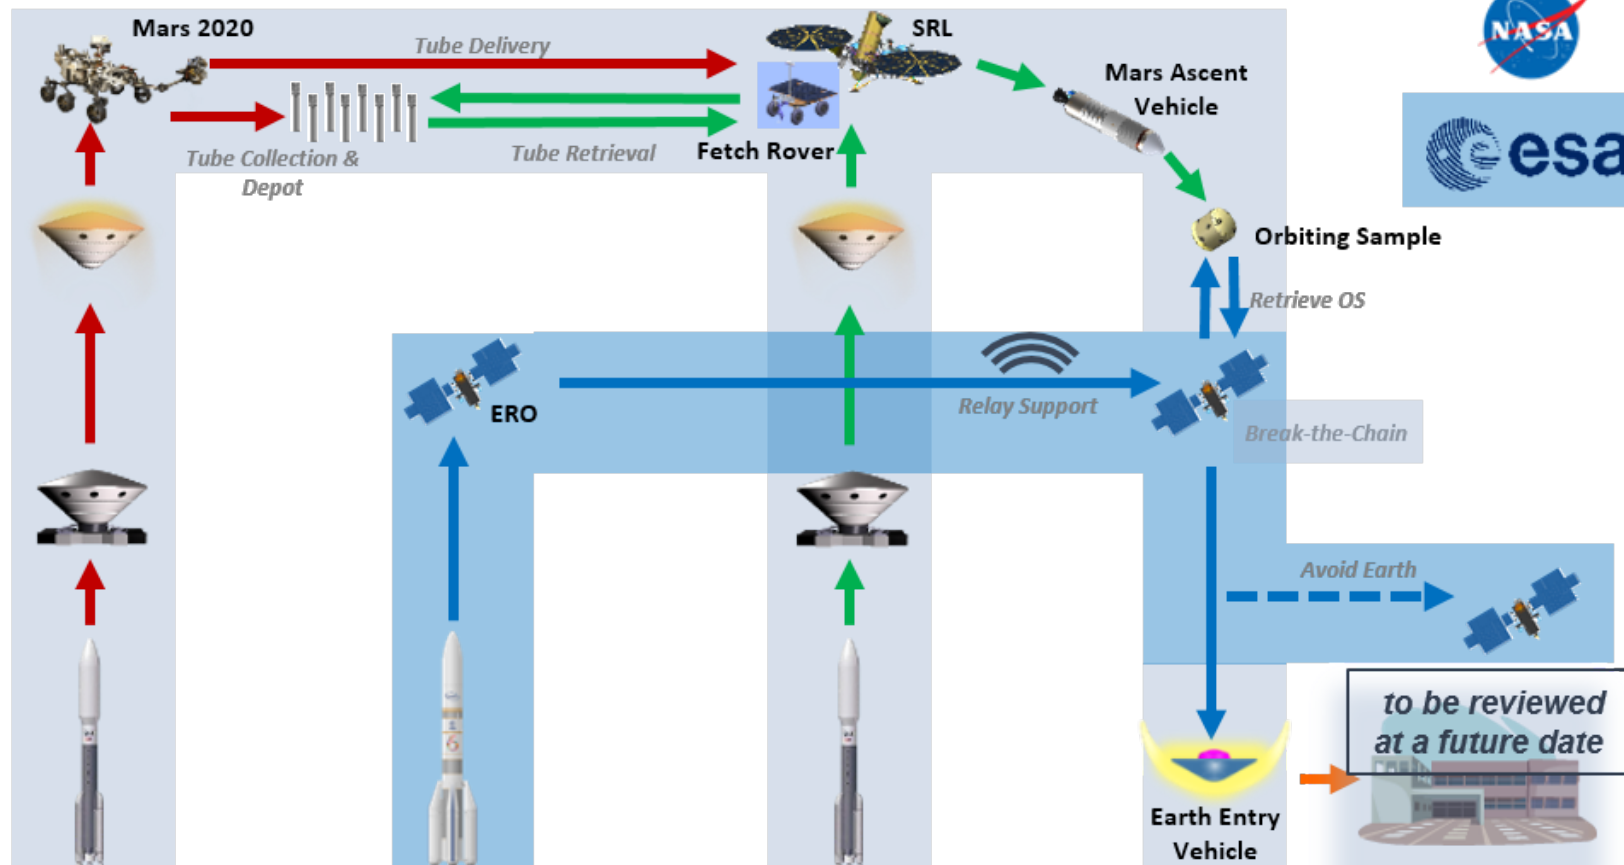 Mars 2020
Tube Delivery
SRL
NASA
Mars Ascent
Vehicle
esa
Tube Collection &
Depot
Tube Retrieval
Fetch Rover
Orbiting Sample
Retrieve OS
ERO
Relay Support
Break-the-Chain
Avoid Earth
6
to be reviewed
at a future date
Earth Entry
Vehicle